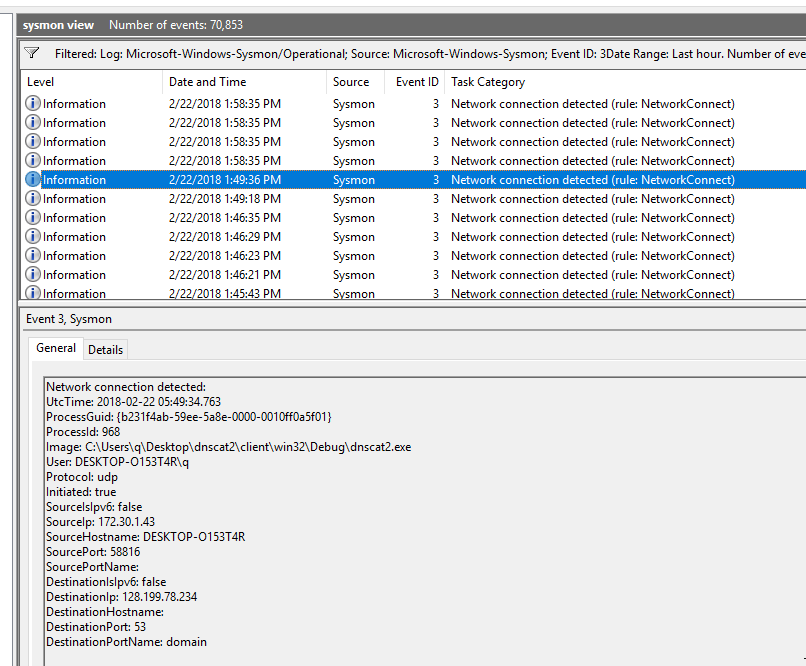 sysmon view Number of events: 70,853
Filtered: Log: Microsoft-Windows-Sysmon/Operational; Source: Microsoft-Windows-Sysmon; Event ID: 3Date Range: Last hour. Number of eve
Level Date and Time Source Event ID Task Category
Information 2/22/2018 1:58:35 PM Sysmon 3 Network connection detected (rule: NetworkConnect)
Information 2/22/2018 1:58:35 PM Sysmon 3 Network connection detected (rule: NetworkConnect)
Information 2/22/2018 1:58:35 PM Sysmon 3 Network connection detected (rule: NetworkConnect)
Information 2/22/2018 1:58:35 PM Sysmon 3 Network connection detected (rule: NetworkConnect)
Information 2/22/2018 1:49:36 PM Sysmon 3 Network connection detected (rule: NetworkConnect)
Information 2/22/2018 1:49:18 PM Sysmon 3 Network connection detected (rule: NetworkConnect)
Information 2/22/2018 1:46:35 PM Sysmon 3 Network connection detected (rule: NetworkConnect)
Information 2/22/2018 1:46:29 PM Sysmon 3 Network connection detected (rule: NetworkConnect)
Information 2/22/2018 1:46:23 PM Sysmon 3 Network connection detected (rule: NetworkConnect)
Information 2/22/2018 1:46:21 PM Sysmon 3 Network connection detected (rule: NetworkConnect)
Information 2/22/2018 1:45:43 PM Sysmon 3 Network connection detected (rule: NetworkConnect)
Event 3, Sysmon
General Details
Network connection detected:
UtcTime: 2018-02-22 05:49:34.763
ProcessGuid: {b231f4ab-59ee-5a8e-0000-0010ff0a5f01}
ProcessId: 968
Image: C:\Users\q\Desktop\dnscat2\client\win32\Debug\dnscat2.exe
User: DESKTOP-O153T4R\q
Protocol: udp
Initiated: true
SourceIsIpv6: false
SourceIp: 172.30.1.43
SourceHostname: DESKTOP-O153T4R
SourcePort: 58816
SourcePortName:
DestinationIsIpv6: false
DestinationIp: 128.199.78.234
DestinationHostname:
DestinationPort: 53
DestinationPortName: domain